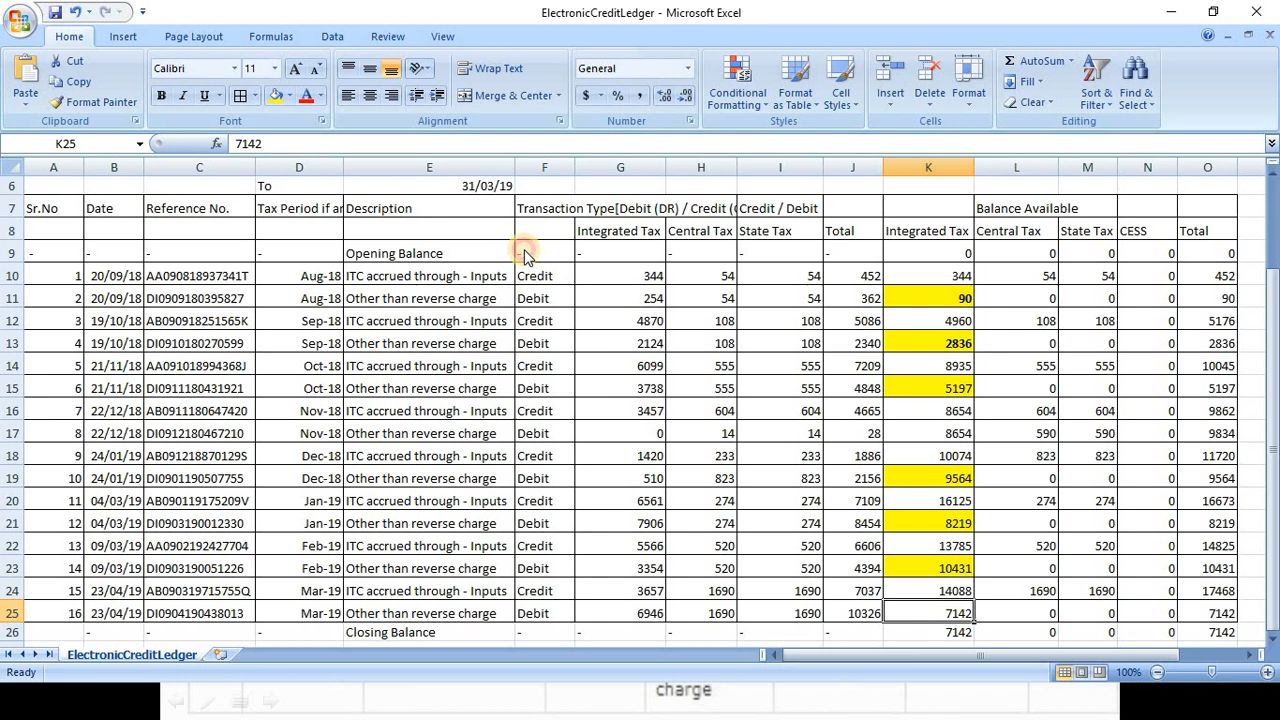 ElectronicCreditLedger - Microsoft Excel
Home Insert Page Layout Formulas Data Review View
Cut
Copy
Format Painter
Paste
Clipboard
Calibri 11
B I U
A A
A
Font
Wrap Text
Merge & Center
Alignment
General
$ % ,
Number
Conditional Formatting
Format as Table
Cell Styles
Styles
Insert Delete Format
Cells
Σ AutoSum
Fill
Clear
Sort & Filter
Find & Select
Editing
K25 fx 7142
A B C D E F G H I J K L M N O
6 To 31/03/19
7 Sr.No Date Reference No. Tax Period if ar Description Transaction Type[Debit (DR) / Credit (C Credit / Debit Balance Available
8 Integrated Tax Central Tax State Tax Total Integrated Tax Central Tax State Tax CESS Total
9 - - - - Opening Balance - - - - - 0 0 0 0 0
10 1 20/09/18 AA090818937341T Aug-18 ITC accrued through - Inputs Credit 344 54 54 452 344 54 54 0 452
11 2 20/09/18 DI0909180395827 Aug-18 Other than reverse charge Debit 254 54 54 362 90 0 0 0 90
12 3 19/10/18 AB090918251565K Sep-18 ITC accrued through - Inputs Credit 4870 108 108 5086 4960 108 108 0 5176
13 4 19/10/18 DI0910180270599 Sep-18 Other than reverse charge Debit 2124 108 108 2340 2836 0 0 0 2836
14 5 21/11/18 AA091018994368J Oct-18 ITC accrued through - Inputs Credit 6099 555 555 7209 8935 555 555 0 10045
15 6 21/11/18 DI0911180431921 Oct-18 Other than reverse charge Debit 3738 555 555 4848 5197 0 0 0 5197
16 7 22/12/18 AB0911180647420 Nov-18 ITC accrued through - Inputs Credit 3457 604 604 4665 8654 604 604 0 9862
17 8 22/12/18 DI0912180467210 Nov-18 Other than reverse charge Debit 0 14 14 28 8654 590 590 0 9834
18 9 24/01/19 AB091218870129S Dec-18 ITC accrued through - Inputs Credit 1420 233 233 1886 10074 823 823 0 11720
19 10 24/01/19 DI0901190507755 Dec-18 Other than reverse charge Debit 510 823 823 2156 9564 0 0 0 9564
20 11 04/03/19 AB090119175209V Jan-19 ITC accrued through - Inputs Credit 6561 274 274 7109 16125 274 274 0 16673
21 12 04/03/19 DI0903190012330 Jan-19 Other than reverse charge Debit 7906 274 274 8454 8219 0 0 0 8219
22 13 09/03/19 AA0902192427704 Feb-19 ITC accrued through - Inputs Credit 5566 520 520 6606 13785 520 520 0 14825
23 14 09/03/19 DI0903190051226 Feb-19 Other than reverse charge Debit 3354 520 520 4394 10431 0 0 0 10431
24 15 23/04/19 AB090319715755Q Mar-19 ITC accrued through - Inputs Credit 3657 1690 1690 7037 14088 1690 1690 0 17468
25 16 23/04/19 DI0904190438013 Mar-19 Other than reverse charge Debit 6946 1690 1690 10326 7142 0 0 0 7142
26 - - - Closing Balance - - - - - 7142 0 0 0 7142
ElectronicCreditLedger
Ready 100%
charge